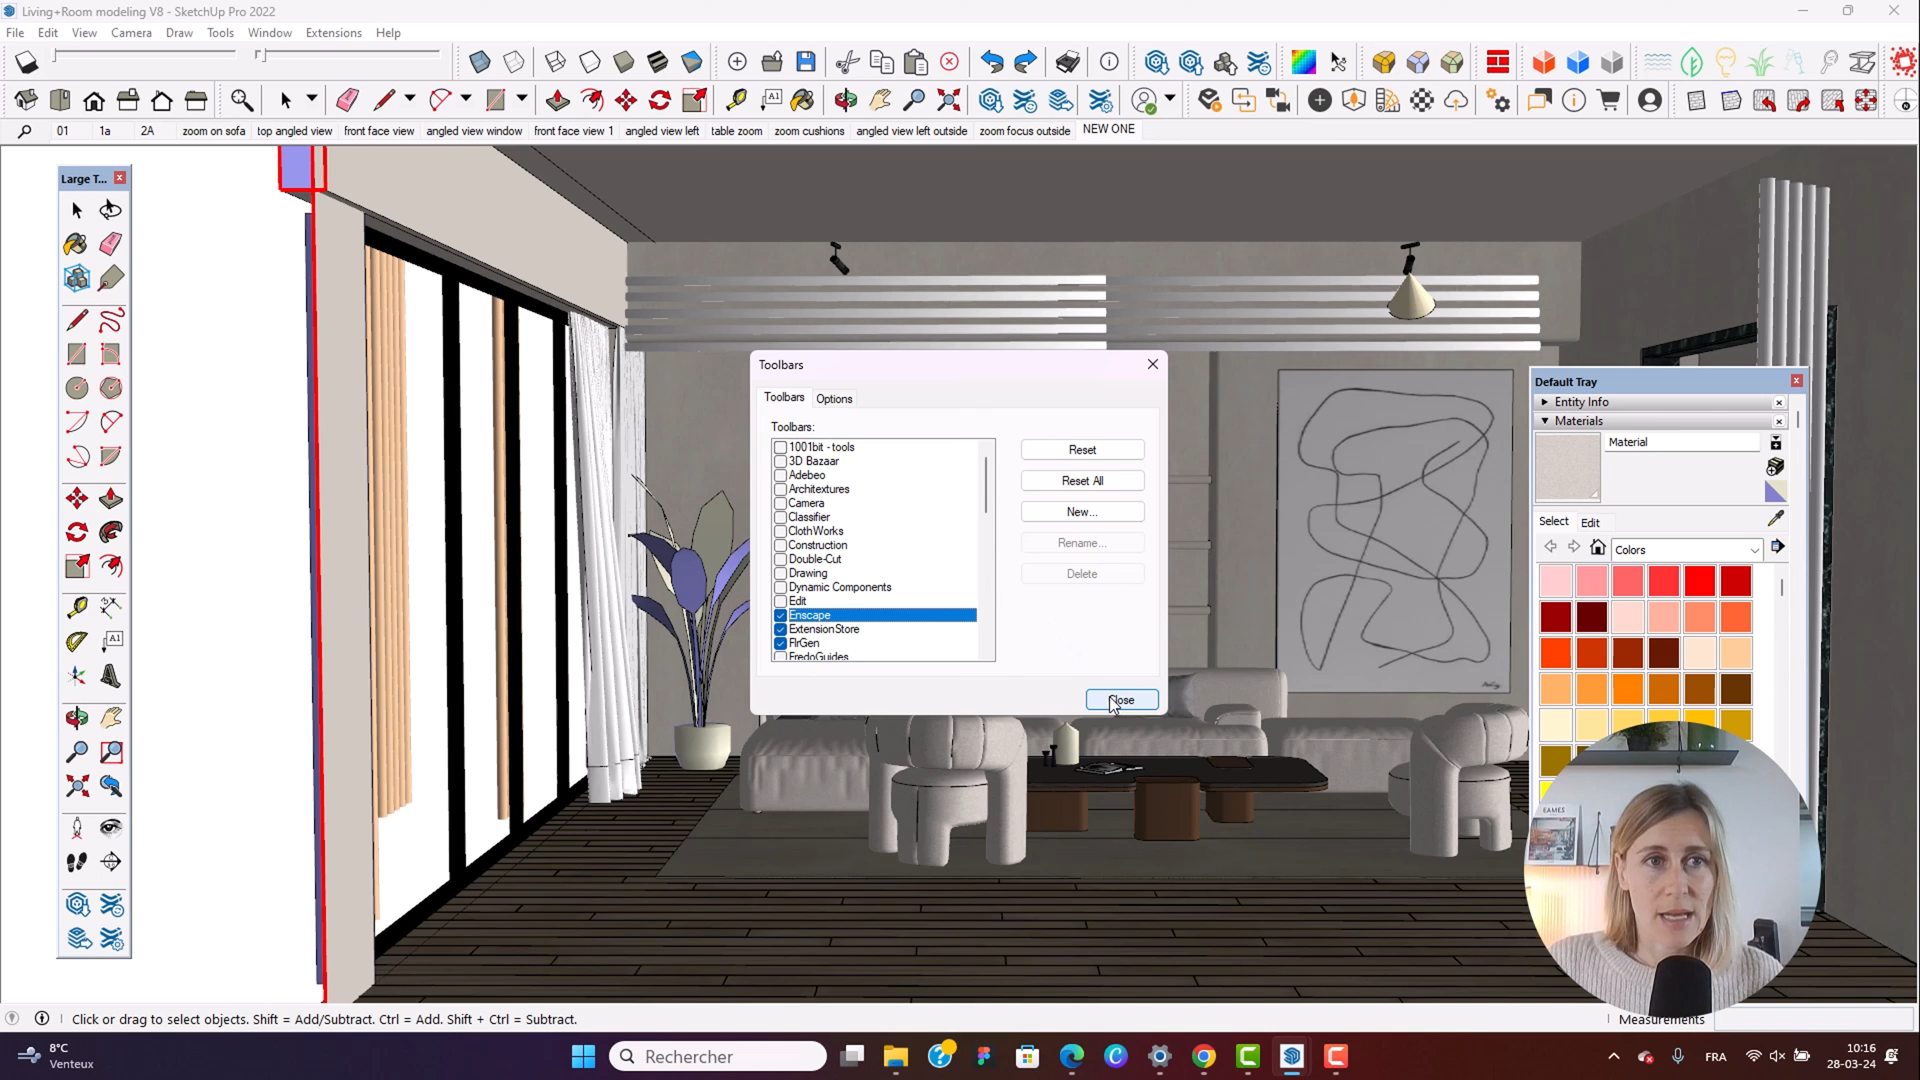 Living+Room modeling V8 - SketchUp Pro 2022
File Edit View Camera Draw Tools Window Extensions Help
01 1a 2A zoom on sofa top angled view front face view angled view window front face view 1 angled view left table zoom zoom cushions angled view left outside zoom focus outside NEW ONE
Large T...
Toolbars
Toolbars Options
Toolbars:
1001bit - tools
3D Bazaar
Adebeo
Architextures
Camera
Classifier
ClothWorks
Construction
Double-Cut
Drawing
Dynamic Components
Edit
Enscape
ExtensionStore
FlrGen
FredoGuides
Reset
Reset All
New...
Rename...
Delete
Close
Default Tray
Entity Info
Materials
Material
Select Edit
Colors
EAMES
Click or drag to select objects. Shift = Add/Subtract. Ctrl = Add. Shift + Ctrl = Subtract.
Measurements
8°C
Venteux
Rechercher
FRA
10:16
28-03-24